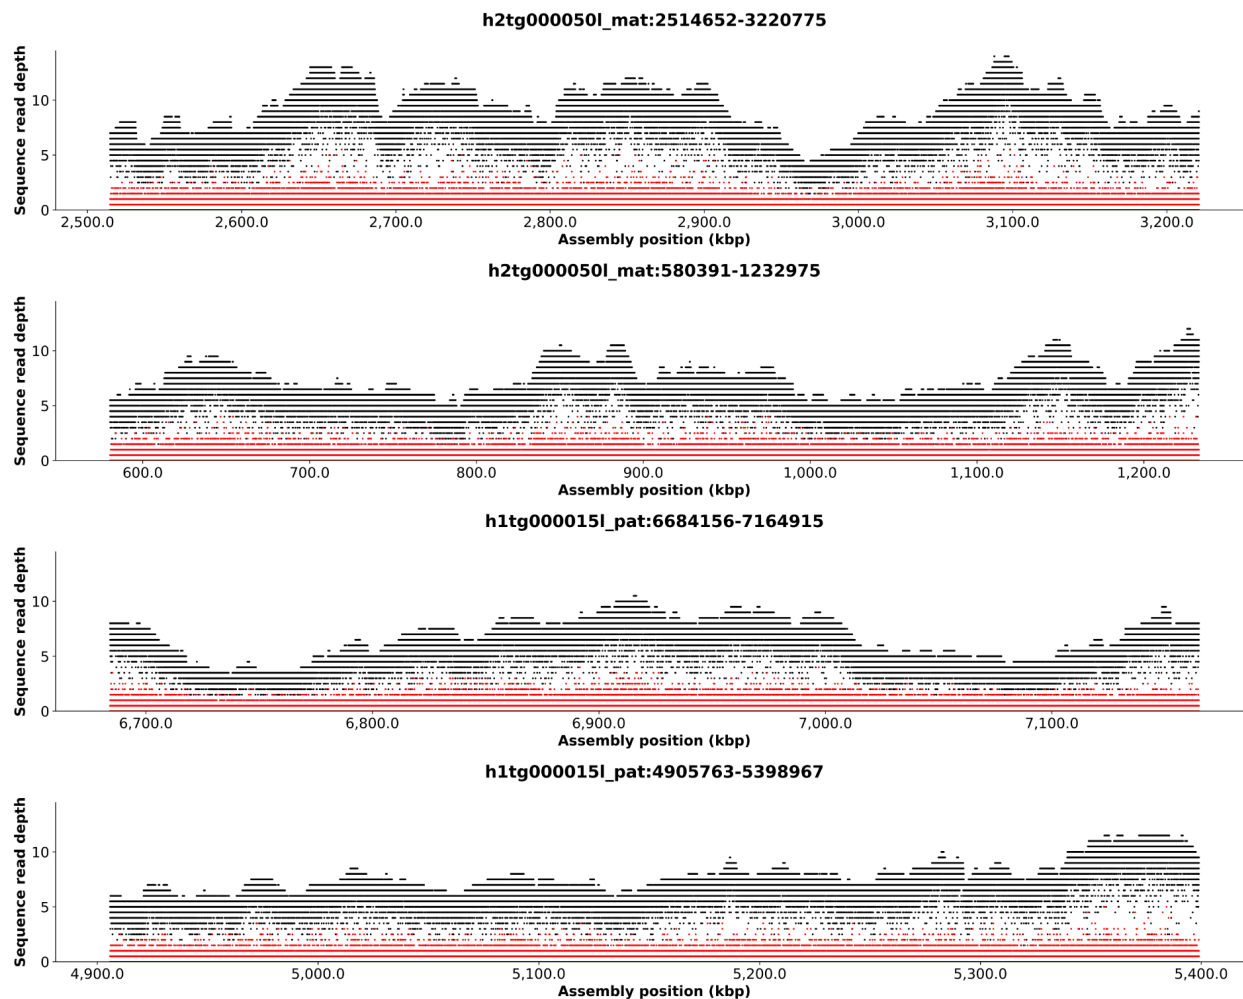 h2tg000050l_mat:2514652-3220775
Sequence read depth
10
5
0
2,500.0 2,600.0 2,700.0 2,800.0 2,900.0 3,000.0 3,100.0 3,200.0
Assembly position (kbp)
h2tg000050l_mat:580391-1232975
Sequence read depth
10
5
0
600.0 700.0 800.0 900.0 1,000.0 1,100.0 1,200.0
Assembly position (kbp)
h1tg000015l_pat:6684156-7164915
Sequence read depth
10
5
0
6,700.0 6,800.0 6,900.0 7,000.0 7,100.0
Assembly position (kbp)
h1tg000015l_pat:4905763-5398967
Sequence read depth
10
5
0
4,900.0 5,000.0 5,100.0 5,200.0 5,300.0 5,400.0
Assembly position (kbp)